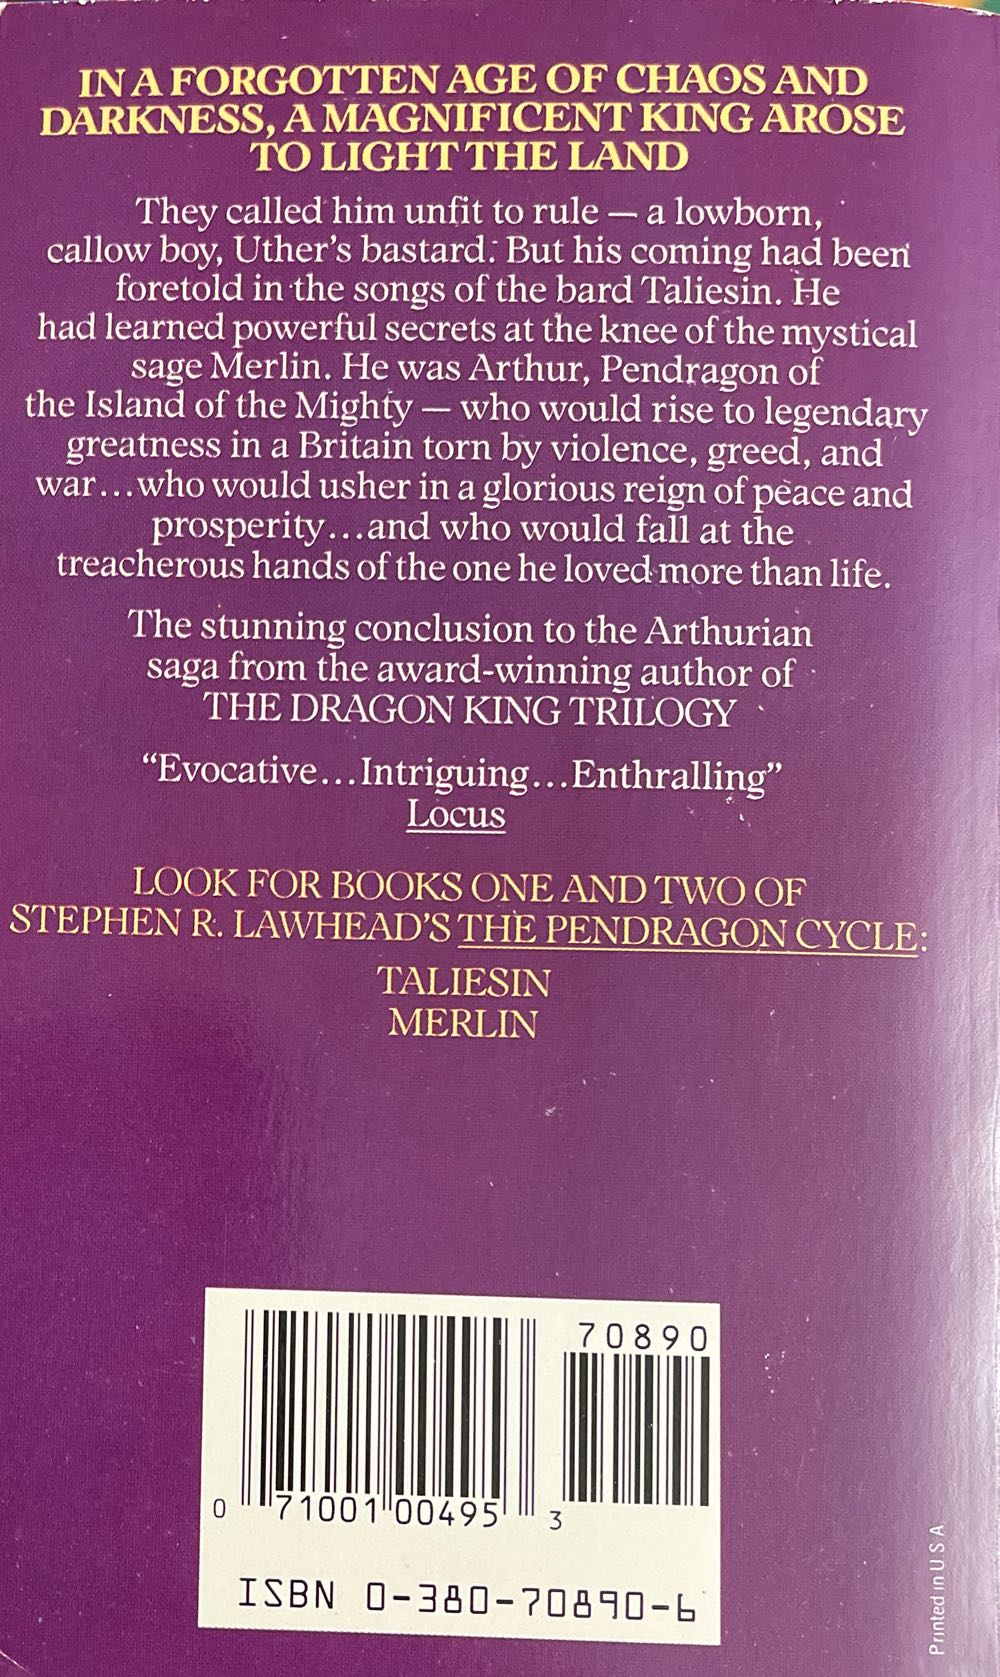 IN A FORGOTTEN AGE OF CHAOS AND
DARKNESS, A MAGNIFICENT KING AROSE
TO LIGHT THE LAND
They called him unfit to rule — a lowborn,
callow boy, Uther's bastard. But his coming had been
foretold in the songs of the bard Taliesin. He
had learned powerful secrets at the knee of the mystical
sage Merlin. He was Arthur, Pendragon of
the Island of the Mighty — who would rise to legendary
greatness in a Britain torn by violence, greed, and
war...who would usher in a glorious reign of peace and
prosperity...and who would fall at the
treacherous hands of the one he loved more than life.
The stunning conclusion to the Arthurian
saga from the award-winning author of
THE DRAGON KING TRILOGY
“Evocative...Intriguing...Enthralling”
Locus
LOOK FOR BOOKS ONE AND TWO OF
STEPHEN R. LAWHEAD'S THE PENDRAGON CYCLE:
TALIESIN
MERLIN
70890
0 71001 00495 3
ISBN 0-380-70890-6
Printed in U S A